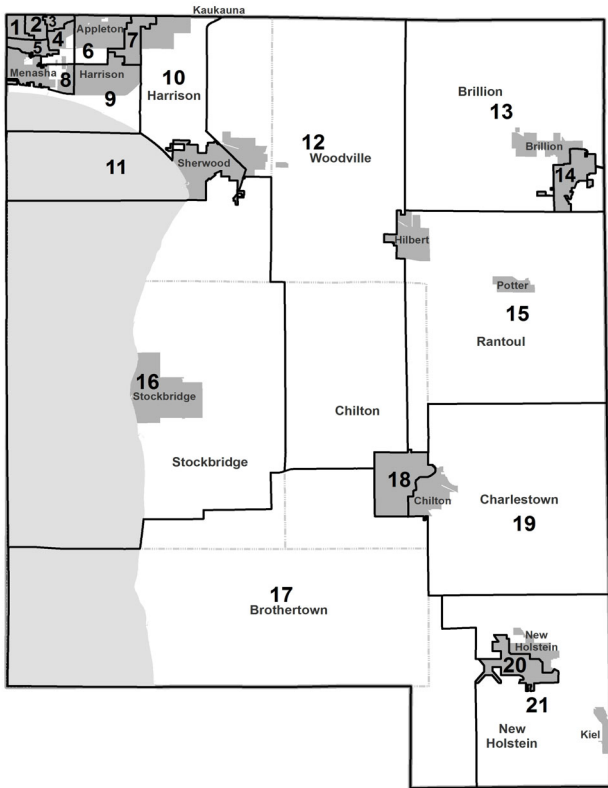 Kaukauna
1
2
3
4
Appleton
5
6
7
Menasha
8
Harrison
9
10
Harrison
11
Sherwood
12
Woodville
Brillion
13
Brillion
14
Hilbert
Potter
15
Rantoul
16
Stockbridge
Chilton
Stockbridge
18
Chilton
Charlestown
19
17
Brothertown
New
Holstein
20
21
New
Holstein
Kiel